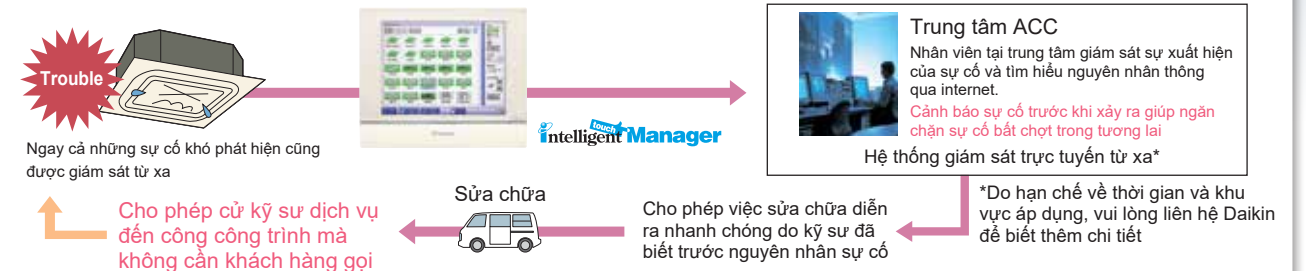 Trouble
Ngay cả những sự cố khó phát hiện cũng
được giám sát từ xa
intelligent touch Manager
Trung tâm ACC
Nhân viên tại trung tâm giám sát sự xuất hiện
của sự cố và tìm hiểu nguyên nhân thông
qua internet.
Cảnh báo sự cố trước khi xảy ra giúp ngăn
chặn sự cố bất chợt trong tương lai
Hệ thống giám sát trực tuyến từ xa*
*Do hạn chế về thời gian và khu
vực áp dụng, vui lòng liên hệ Daikin
để biết thêm chi tiết
Cho phép việc sửa chữa diễn
ra nhanh chóng do kỹ sư đã
biết trước nguyên nhân sự cố
Sửa chữa
Cho phép cử kỹ sư dịch vụ
đến công công trình mà
không cần khách hàng gọi